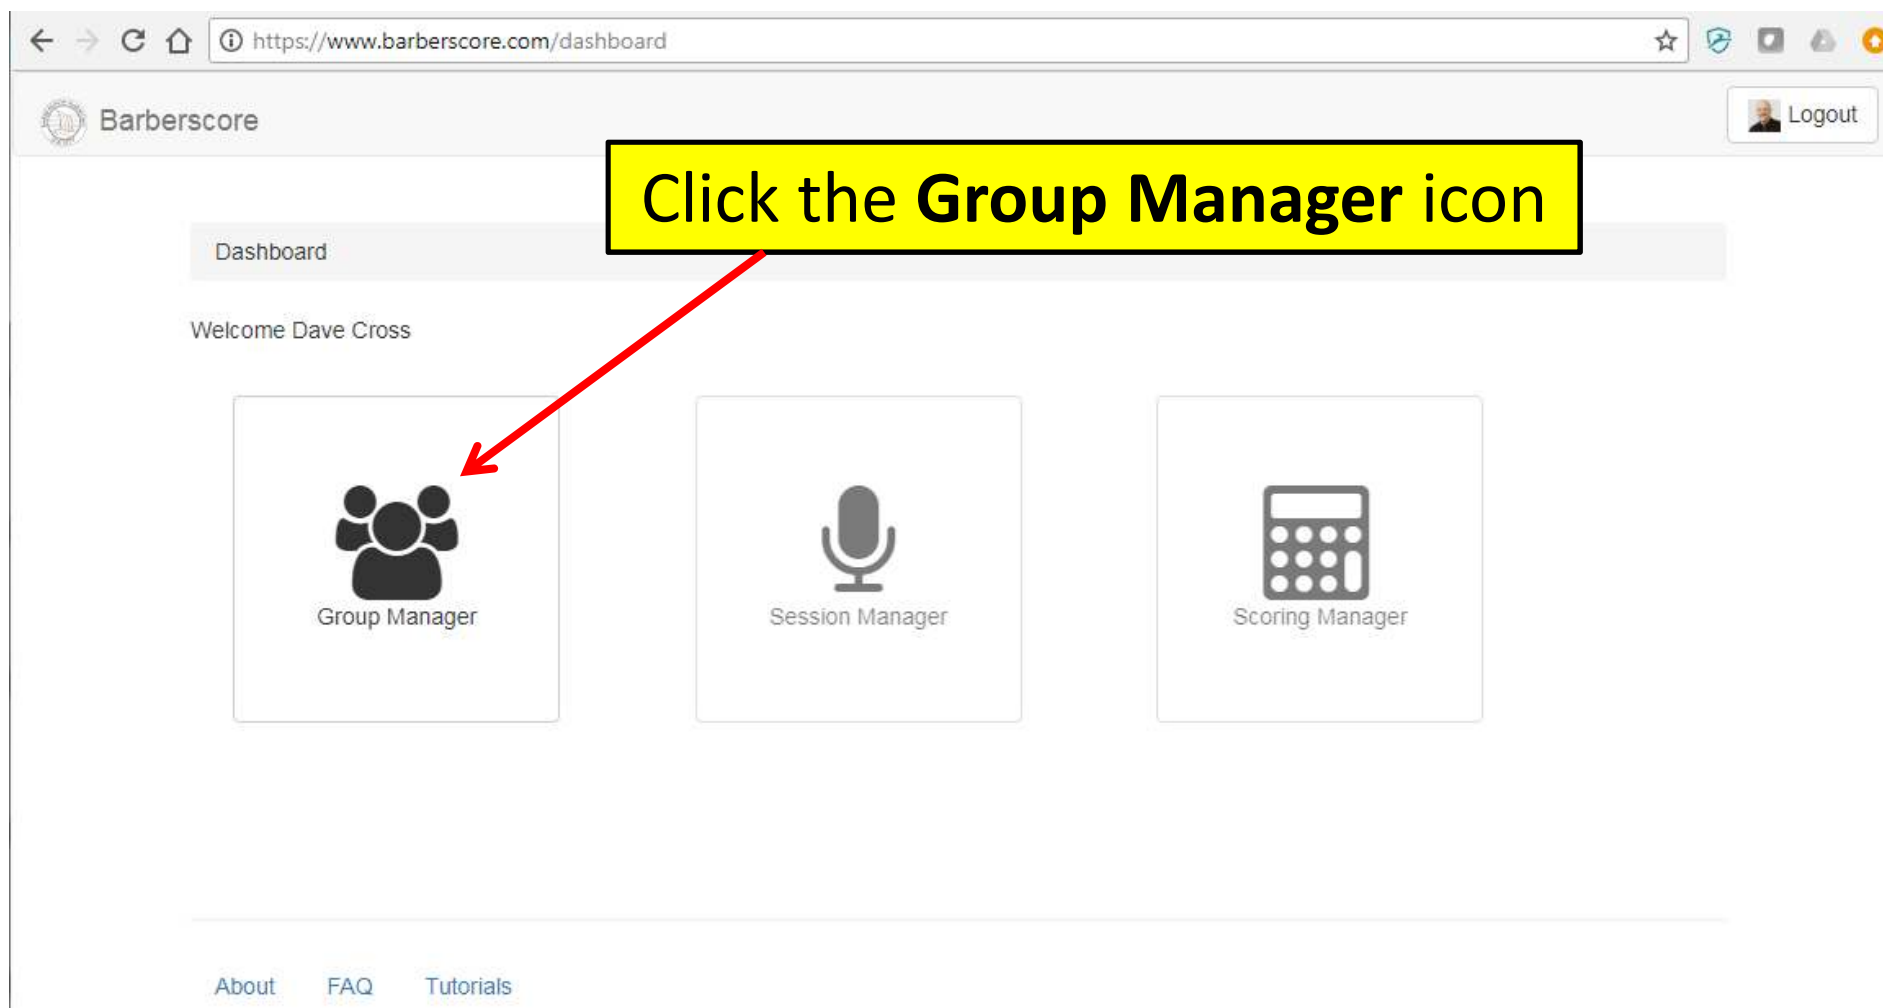 https://www.barberscore.com/dashboard
Barberscore
Logout
Click the Group Manager icon
Dashboard
Welcome Dave Cross
Group Manager
Session Manager
Scoring Manager
About FAQ Tutorials